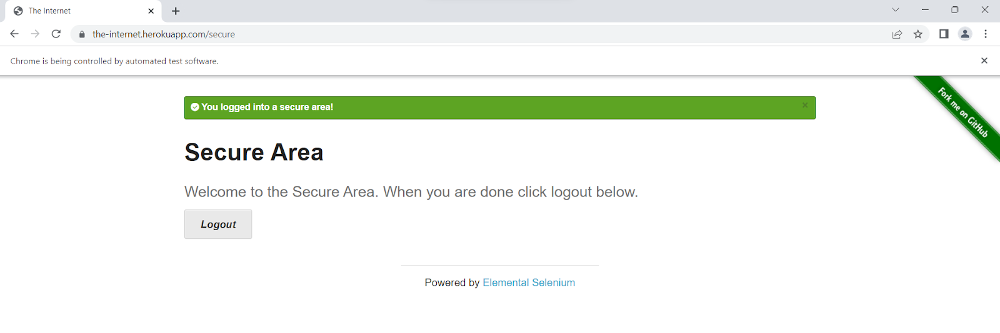 The Internet
the-internet.herokuapp.com/secure
Chrome is being controlled by automated test software.
Fork me on GitHub
You logged into a secure area!
Secure Area
Welcome to the Secure Area. When you are done click logout below.
Logout
Powered by Elemental Selenium